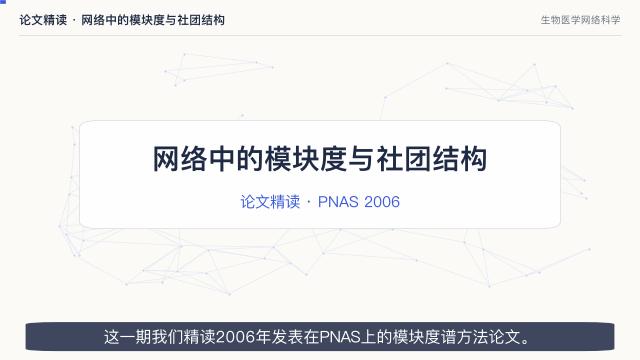 论文精读 · 网络中的模块度与社团结构
生物医学网络科学
网络中的模块度与社团结构
论文精读 · PNAS 2006
这一期我们精读2006年发表在PNAS上的模块度谱方法论文。